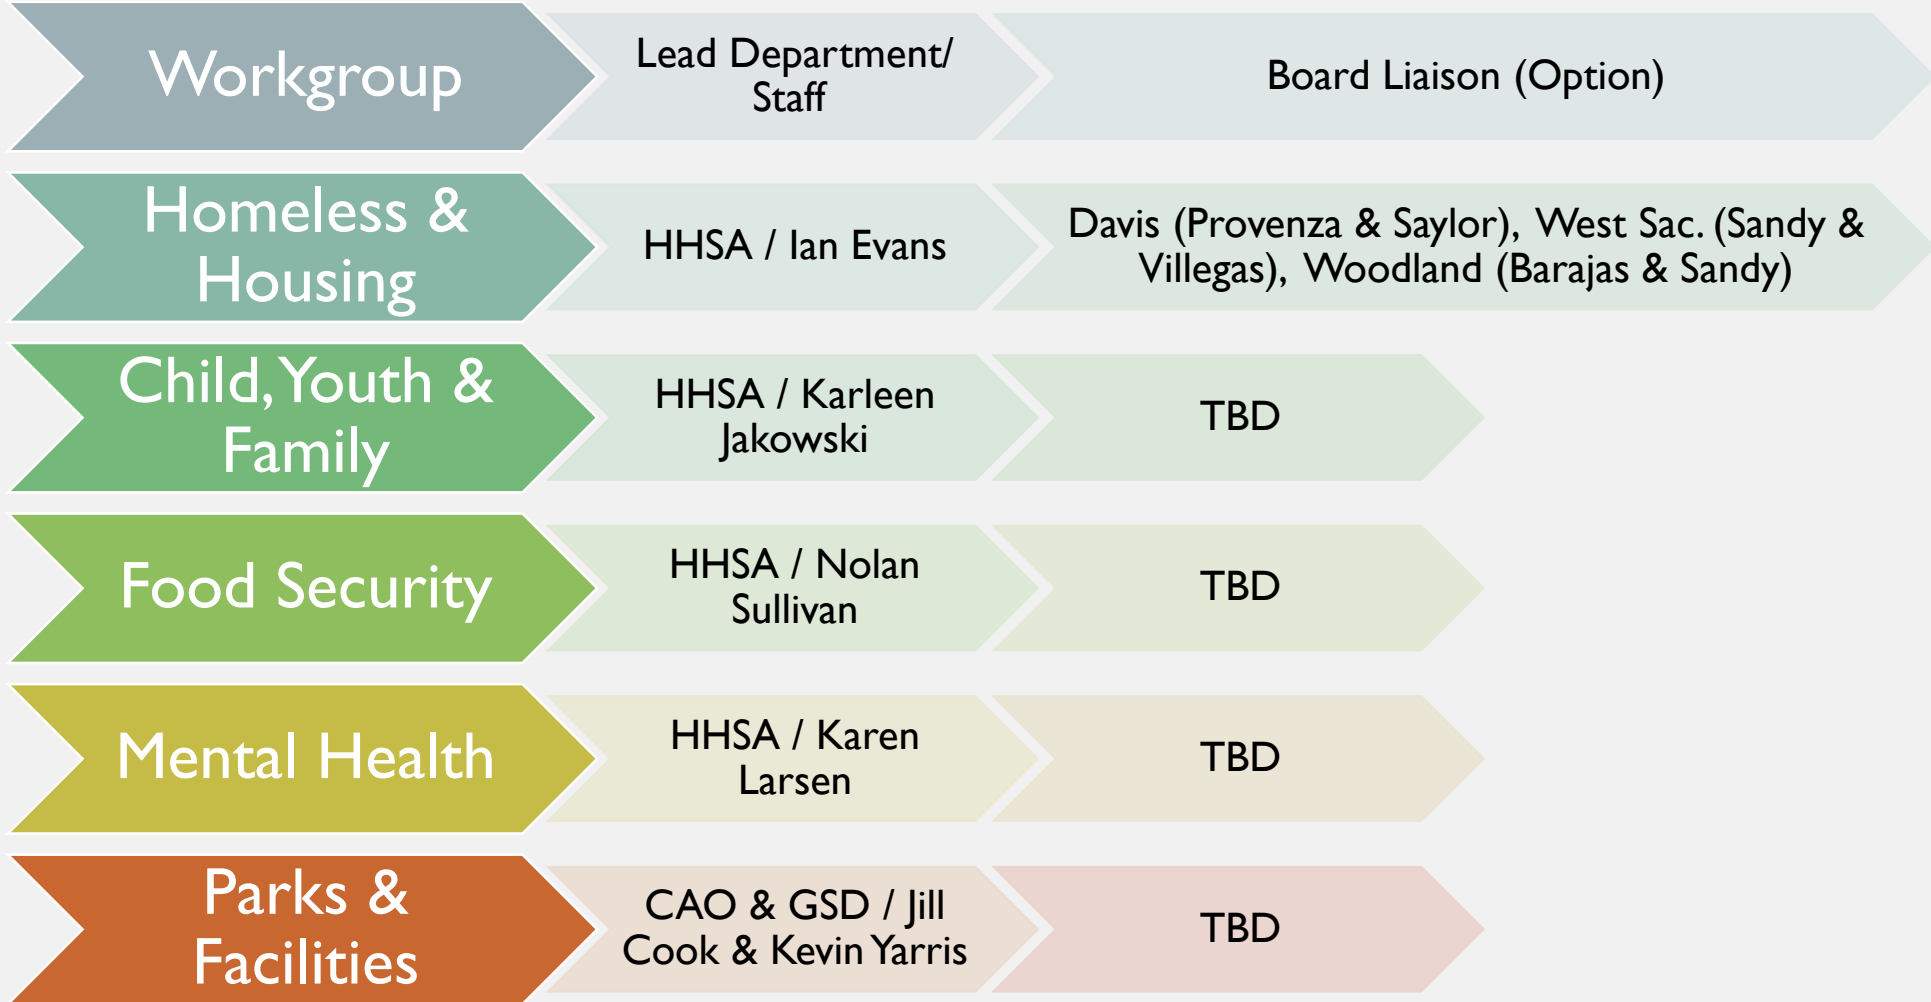 Workgroup
Lead Department/
Staff
Board Liaison (Option)
Homeless &
Housing
HHSA / Ian Evans
Davis (Provenza & Saylor), West Sac. (Sandy &
Villegas), Woodland (Barajas & Sandy)
Child, Youth &
Family
HHSA / Karleen
Jakowski
TBD
Food Security
HHSA / Nolan
Sullivan
TBD
Mental Health
HHSA / Karen
Larsen
TBD
Parks &
Facilities
CAO & GSD / Jill
Cook & Kevin Yarris
TBD